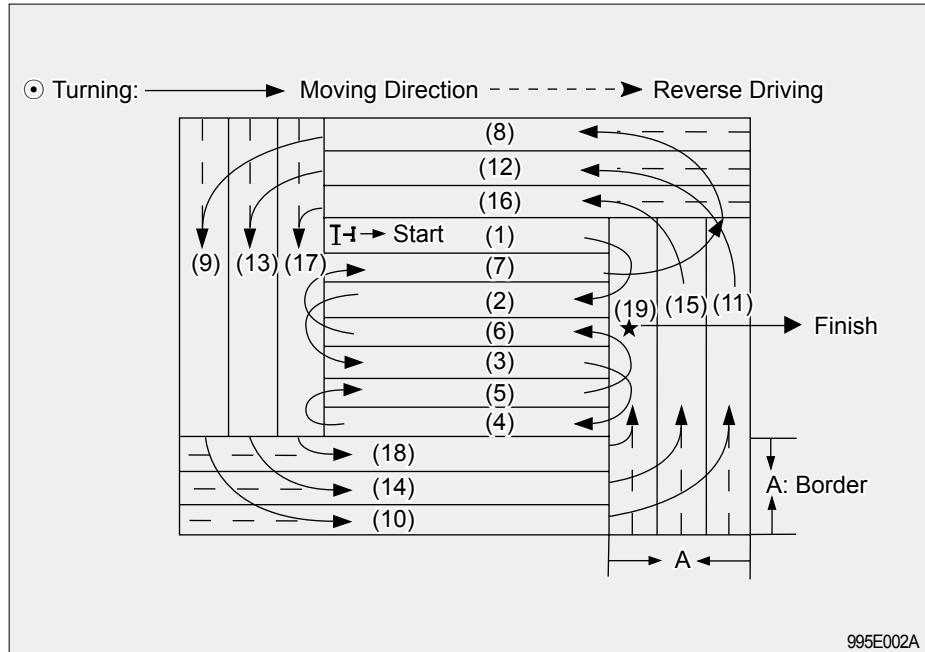 Turning: Moving Direction Reverse Driving
(8)
(12)
(16)
Start (1)
(9) (13) (17) (7)
(2) (19) (15) (11)
(6) Finish
(3)
(5)
(4)
(18)
(14) A: Border
(10)
A
995E002A